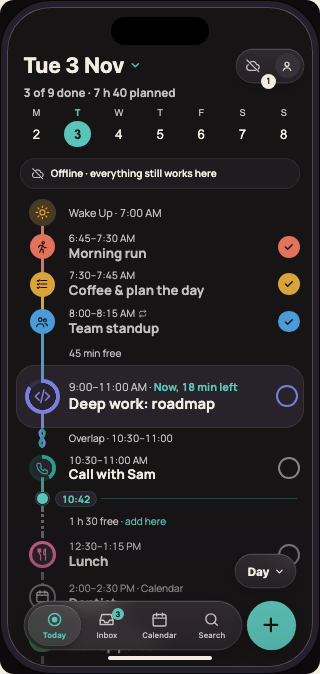 Tue 3 Nov
1
3 of 9 done · 7 h 40 planned
M T W T F S S
2 3 4 5 6 7 8
Offline · everything still works here
Wake Up · 7:00 AM
6:45–7:30 AM
Morning run
7:30–7:45 AM
Coffee & plan the day
8:00–8:15 AM
Team standup
45 min free
9:00–11:00 AM · Now, 18 min left
Deep work: roadmap
Overlap · 10:30–11:00
10:30–11:00 AM
Call with Sam
10:42
1 h 30 free · add here
12:30–1:15 PM
Lunch
Day
2:00–2:30 PM · Calendar
3
Today Inbox Calendar Search